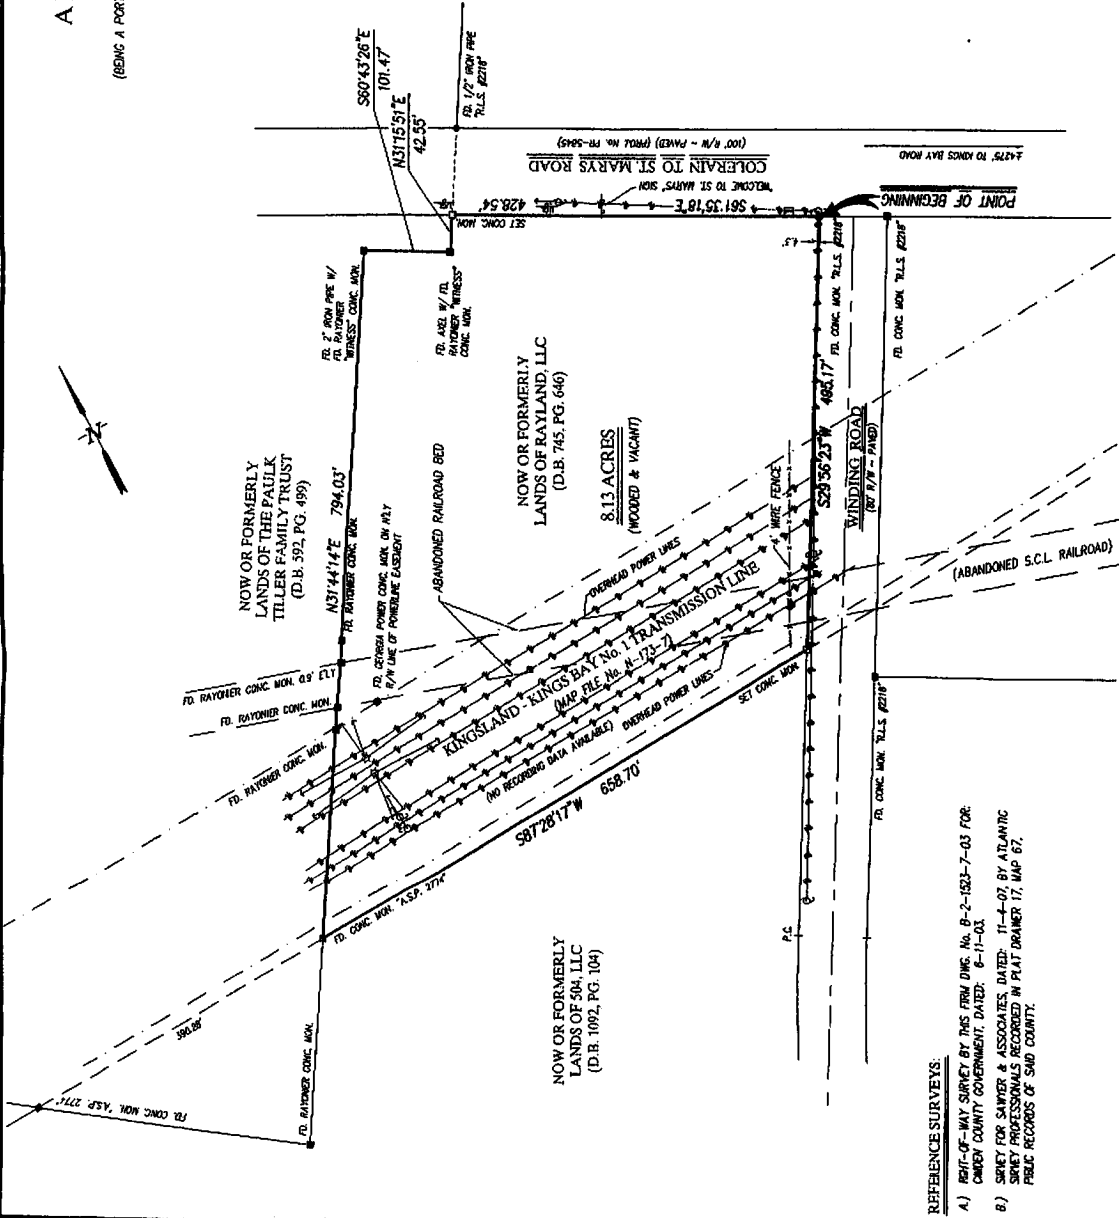 A
(BEING A POR
S60°43'26"E
101.47'
N31°15'51"E
42.55'
FD. 1/2" IRON PIPE
"R.L.S. #2218"
(100' R/W ~ PAVED) (PROJ. No. PR-5845)
COLERAIN TO ST. MARYS ROAD
±4275' TO KINGS BAY ROAD
"WELCOME TO ST. MARYS" SIGN
S61°35'18"E
428.54'
SET CONC. MON.
POINT OF BEGINNING
4.5'
FD. 2" IRON PIPE W/
FD. RAYONIER
"WITNESS" CONC. MON.
FD. AXEL W/ FD.
RAYONIER "WITNESS"
CONC. MON.
FD. CONC. MON. "R.L.S. #2218"
FD. CONC. MON. "R.L.S. #2218"
-N-
NOW OR FORMERLY
LANDS OF THE PAULK
TILLER FAMILY TRUST
(D.B. 592, PG. 499)
N31°44'14"E 794.03'
FD. RAYONIER CONC. MON.
FD. GEORGIA POWER CONC. MON. ON N'LY
R/W LINE OF POWERLINE EASEMENT
ABANDONED RAILROAD BED
NOW OR FORMERLY
LANDS OF RAYLAND, LLC
(D.B. 745, PG. 646)
8.13 ACRES
(WOODED & VACANT)
S29°56'23"W 495.17'
WINDING ROAD
(80' R/W ~ PAVED)
WIRE FENCE
OVERHEAD POWER LINES
KINGSLAND - KINGS BAY No. 1 TRANSMISSION LINE
(MAP FILE No. N-173-7)
(NO RECORDING DATA AVAILABLE)
OVERHEAD POWER LINES
(ABANDONED S.C.L. RAILROAD)
FD. RAYONIER CONC. MON. 0.9' E'LY
FD. RAYONIER CONC. MON.
FD. RAYONIER CONC. MON.
SET CONC. MON.
S87°28'17"W 658.70'
FD. CONC. MON. "A.S.P. 2714"
FD. CONC. MON. "R.L.S. #2218"
P.C.
NOW OR FORMERLY
LANDS OF 504, LLC
(D.B. 1092, PG. 104)
590.88'
FD. RAYONIER CONC. MON.
FD. CONC. MON. "A.S.P. 2714"
REFERENCE SURVEYS:
A.) RIGHT-OF-WAY SURVEY BY THIS FIRM DWG. No. B-2-1523-7-03 FOR:
CAMDEN COUNTY GOVERNMENT, DATED: 6-11-03.
B.) SURVEY FOR SAWYER & ASSOCIATES, DATED: 11-4-07, BY ATLANTIC
SURVEY PROFESSIONALS RECORDED IN PLAT DRAWER 17, MAP 67,
PUBLIC RECORDS OF SAID COUNTY.